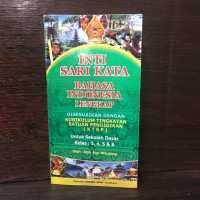 INTI
SARI KATA
BAHASA
INDONESIA
LENGKAP
DISESUAIKAN DENGAN
KURIKULUM TINGKATAN
SATUAN PENDIDIKAN
(KTSP)
Untuk Sekolah Dasar
Kelas : 3, 4, 5 & 6